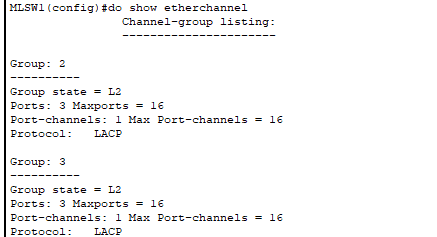 MLSW1(config)#do show etherchannel
Channel-group listing:
----------------------
Group: 2
----------
Group state = L2
Ports: 3 Maxports = 16
Port-channels: 1 Max Port-channels = 16
Protocol: LACP
Group: 3
----------
Group state = L2
Ports: 3 Maxports = 16
Port-channels: 1 Max Port-channels = 16
Protocol: LACP